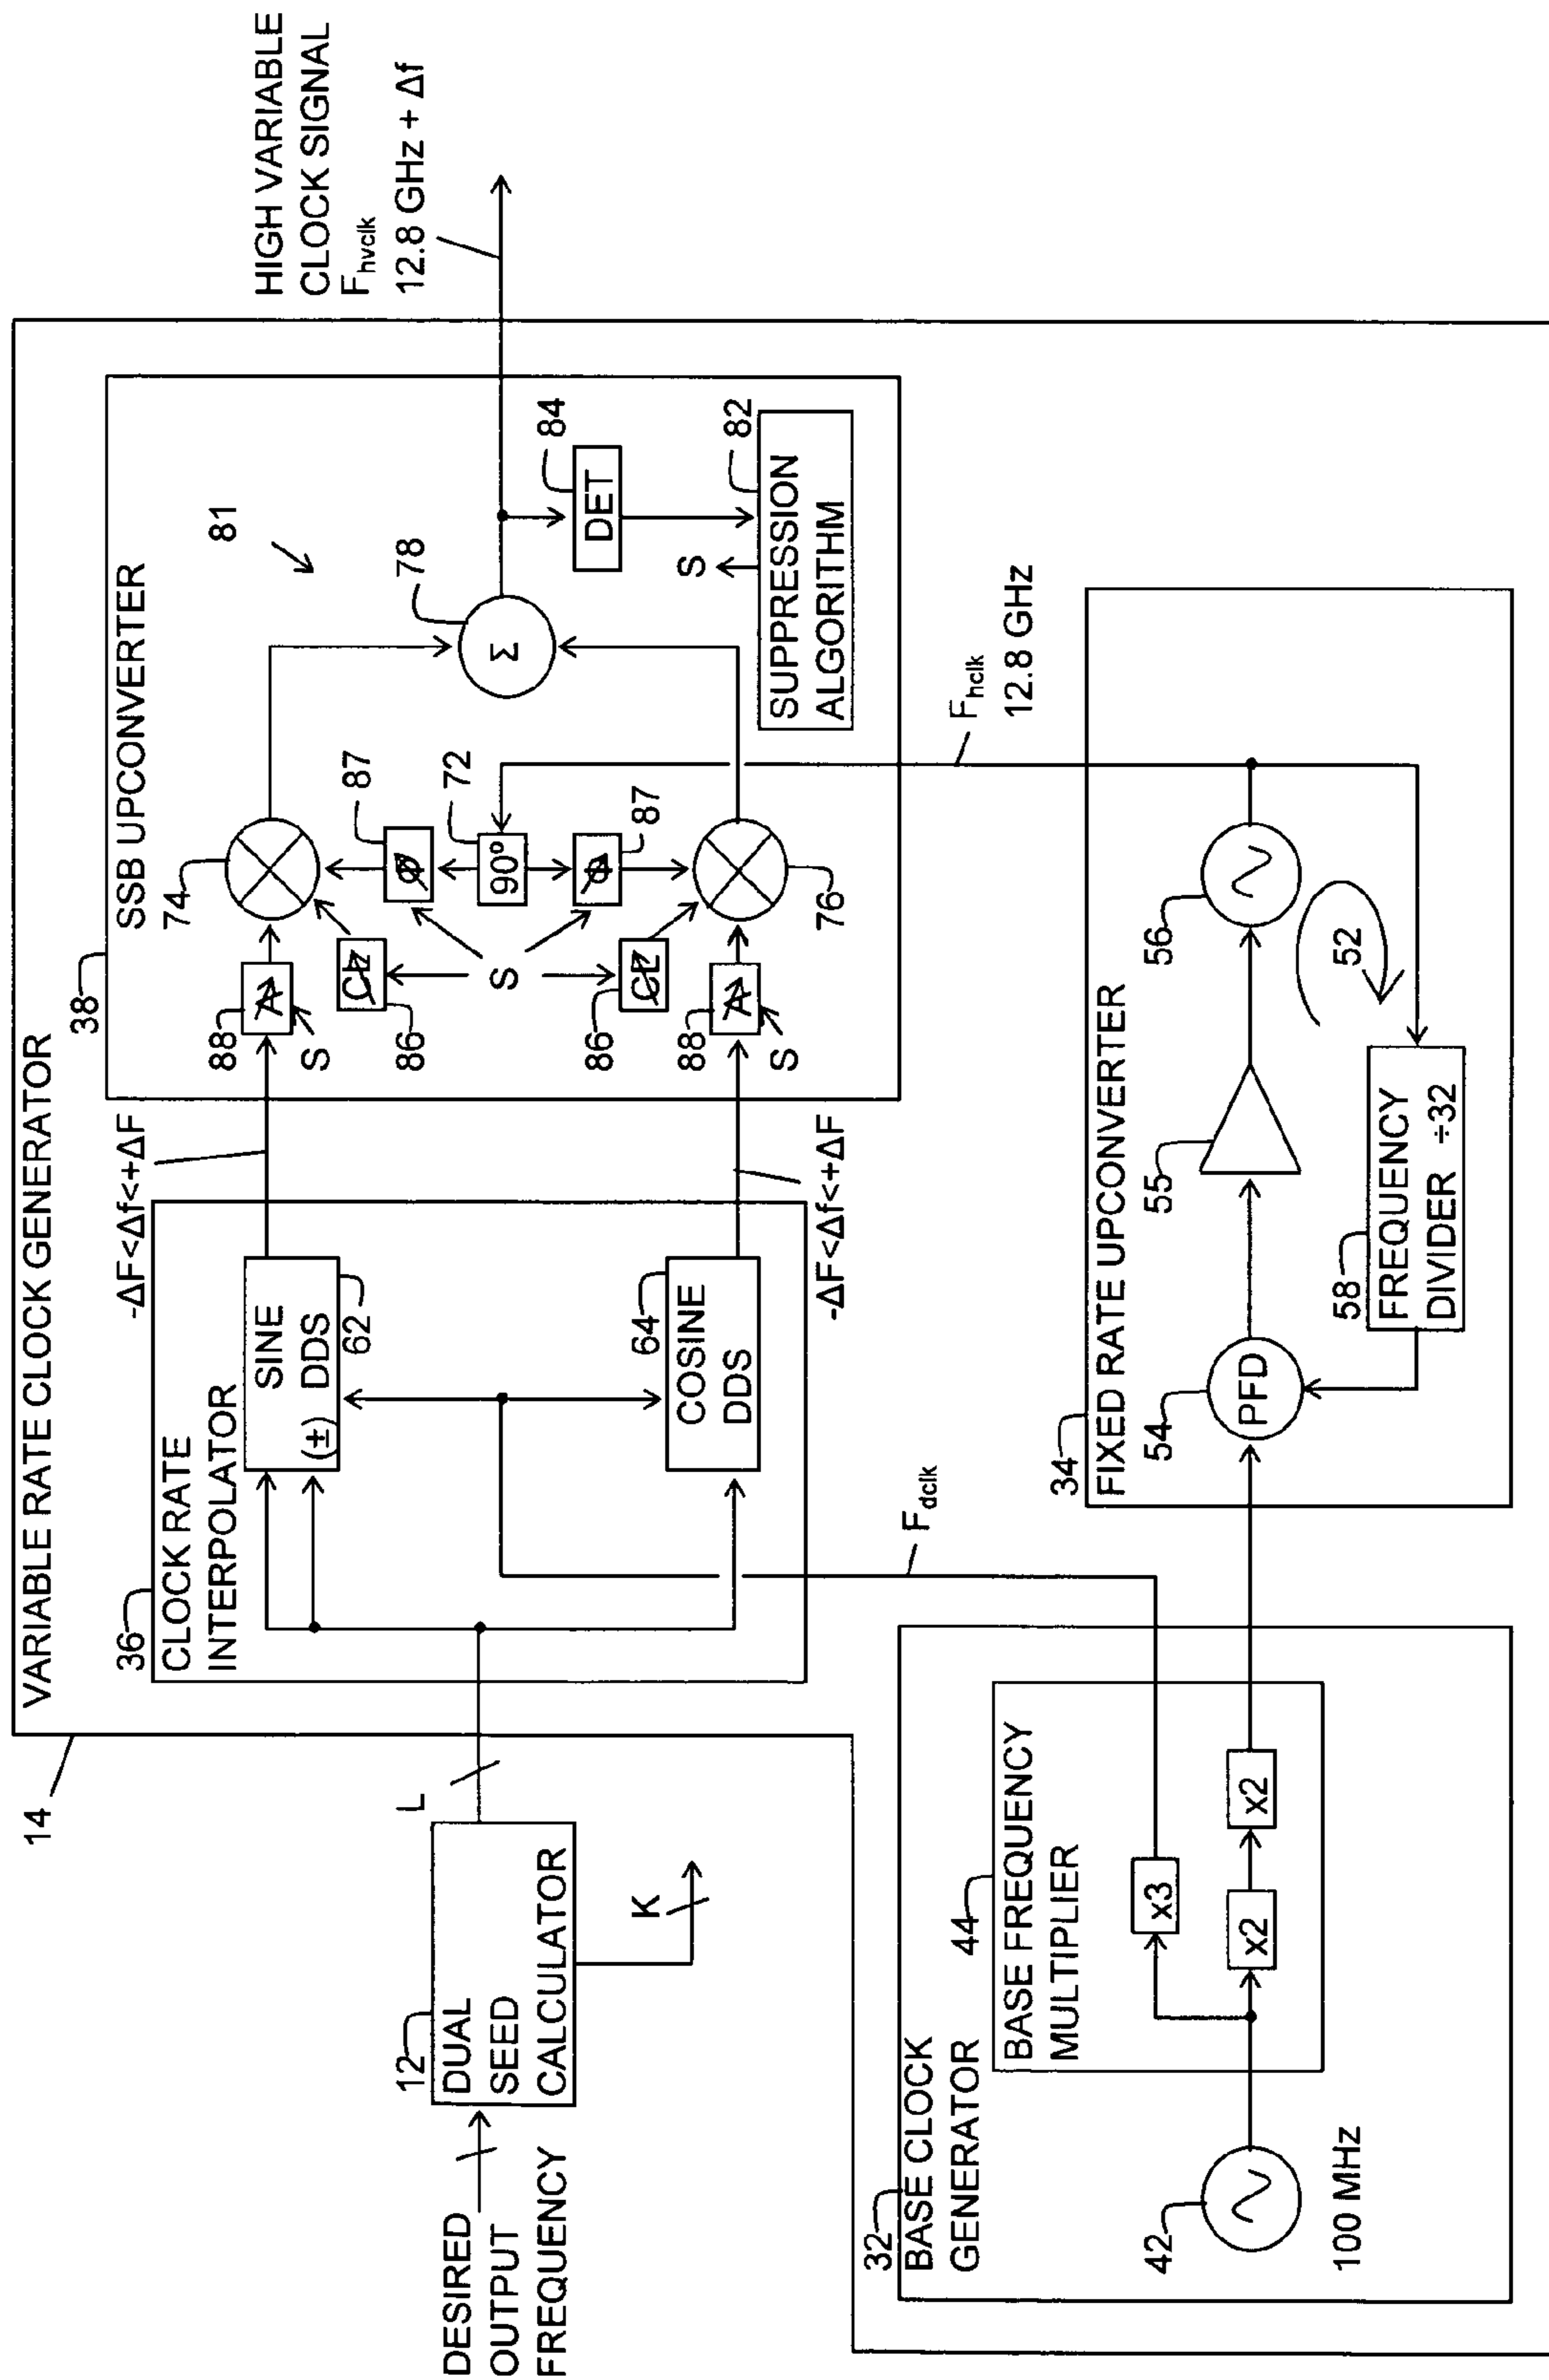 VARIABLE RATE CLOCK GENERATOR
14
DESIRED
OUTPUT
FREQUENCY
12
DUAL
SEED
CALCULATOR
L
K
36
CLOCK RATE
INTERPOLATOR
SINE
DDS
(±)
62
64
COSINE
DDS
-ΔF<Δf<+ΔF
-ΔF<Δf<+ΔF
F_dclk
38
SSB UPCONVERTER
81
74
88
A
S
86
87
Φ
72
90°
S
87
Φ
86
88
A
S
76
78
Σ
84
DET
S
82
SUPPRESSION
ALGORITHM
HIGH VARIABLE
CLOCK SIGNAL
F_hvclk
12.8 GHz + Δf
F_hclk
12.8 GHz
32
BASE CLOCK
GENERATOR
44
BASE FREQUENCY
MULTIPLIER
x3
x2
x2
42
100 MHz
34
FIXED RATE UPCONVERTER
54
PFD
55
56
52
58
FREQUENCY
DIVIDER ÷32